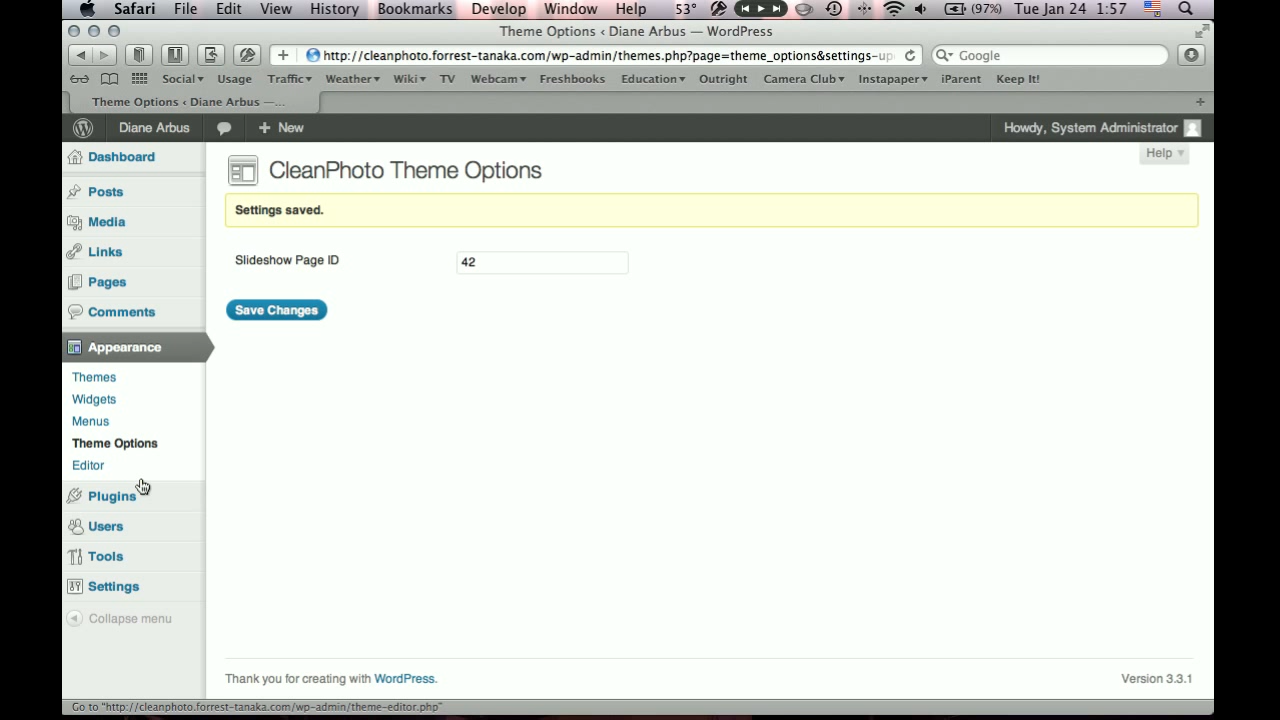 Safari File Edit View History Bookmarks Develop Window Help 53° (97%) Tue Jan 24 1:57
Theme Options ‹ Diane Arbus — WordPress
http://cleanphoto.forrest-tanaka.com/wp-admin/themes.php?page=theme_options&settings-up Google
Social Usage Traffic Weather Wiki TV Webcam Freshbooks Education Outright Camera Club Instapaper iParent Keep It!
Theme Options ‹ Diane Arbus —...
Diane Arbus + New Howdy, System Administrator
Help
Dashboard
Posts
Media
Links
Pages
Comments
Appearance
Themes
Widgets
Menus
Theme Options
Editor
Plugins
Users
Tools
Settings
Collapse menu
CleanPhoto Theme Options
Settings saved.
Slideshow Page ID 42
Save Changes
Thank you for creating with WordPress. Version 3.3.1
Go to "http://cleanphoto.forrest-tanaka.com/wp-admin/theme-editor.php"